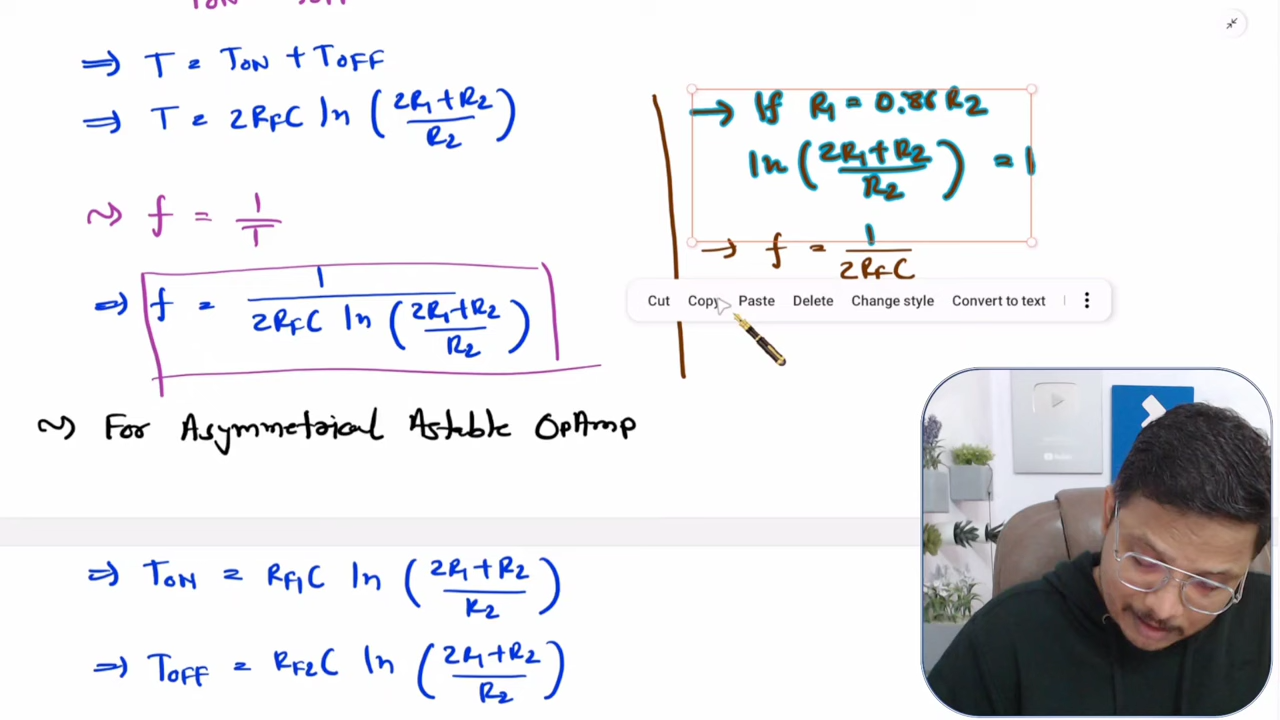 ⇒ T = TON + TOFF
⇒ T = 2RFC ln (2R1+R2 / R2)
~> f = 1/T
⇒ f = 1 / 2RFC ln (2R1+R2 / R2)
~> For Asymmetrical Astable OpAmp
⇒ TON = RF1C ln (2R1+R2 / R2)
⇒ TOFF = RF2C ln (2R1+R2 / R2)
→ If R1 = 0.86 R2
ln (2R1+R2 / R2) = 1
→ f = 1 / 2RFC
Cut Copy Paste Delete Change style Convert to text